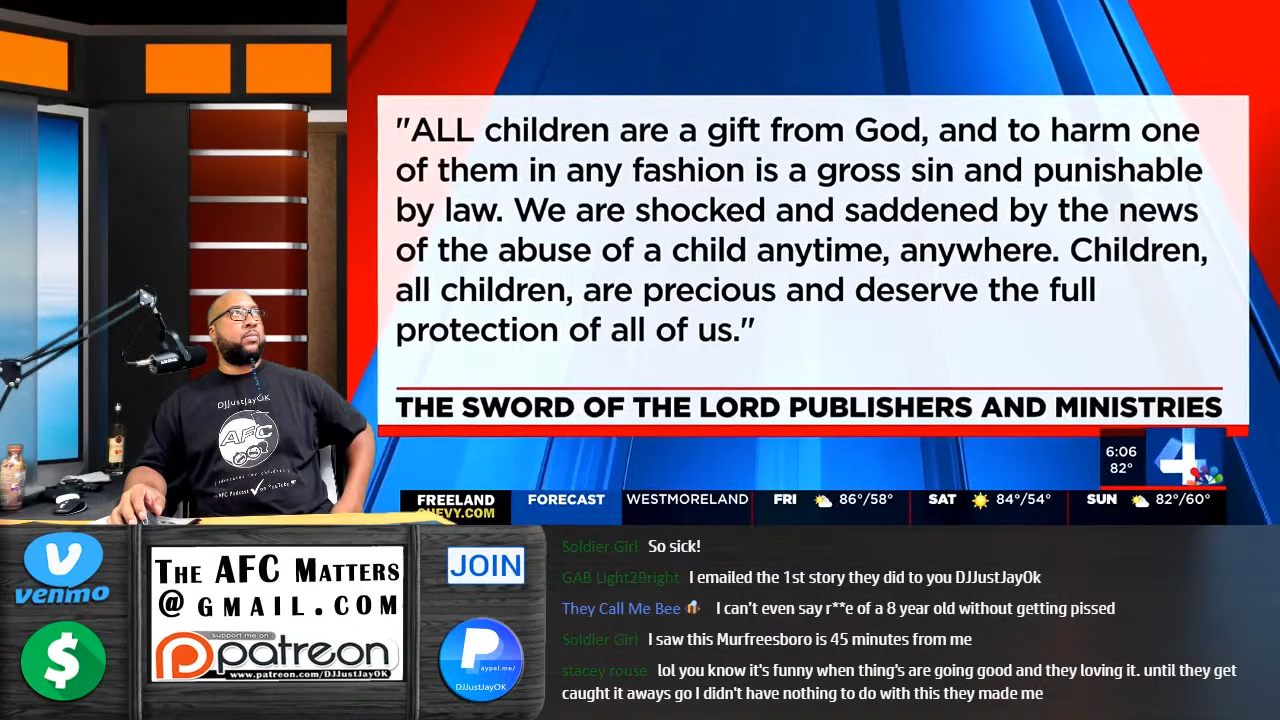 "ALL children are a gift from God, and to harm one
of them in any fashion is a gross sin and punishable
by law. We are shocked and saddened by the news
of the abuse of a child anytime, anywhere. Children,
all children, are precious and deserve the full
protection of all of us."
THE SWORD OF THE LORD PUBLISHERS AND MINISTRIES
6:06
82°
4
FREELAND
CHEVY.COM
FORECAST
WESTMORELAND
FRI 86°/58°
SAT 84°/54°
SUN 82°/60°
DJJustJayOK
AFC
venmo
$
THE AFC MATTERS
@GMAIL.COM
support me on:
patreon
www.patreon.com/DJJustJayOK
JOIN
P
aypal.me/
DJJustJayOK
Soldier Girl So sick!
GAB Light2Bright I emailed the 1st story they did to you DJJustJayOk
They Call Me Bee 🐝 I can't even say r**e of a 8 year old without getting pissed
Soldier Girl I saw this Murfreesboro is 45 minutes from me
stacey rouse lol you know it's funny when thing's are going good and they loving it. until they get
caught it aways go I didn't have nothing to do with this they made me